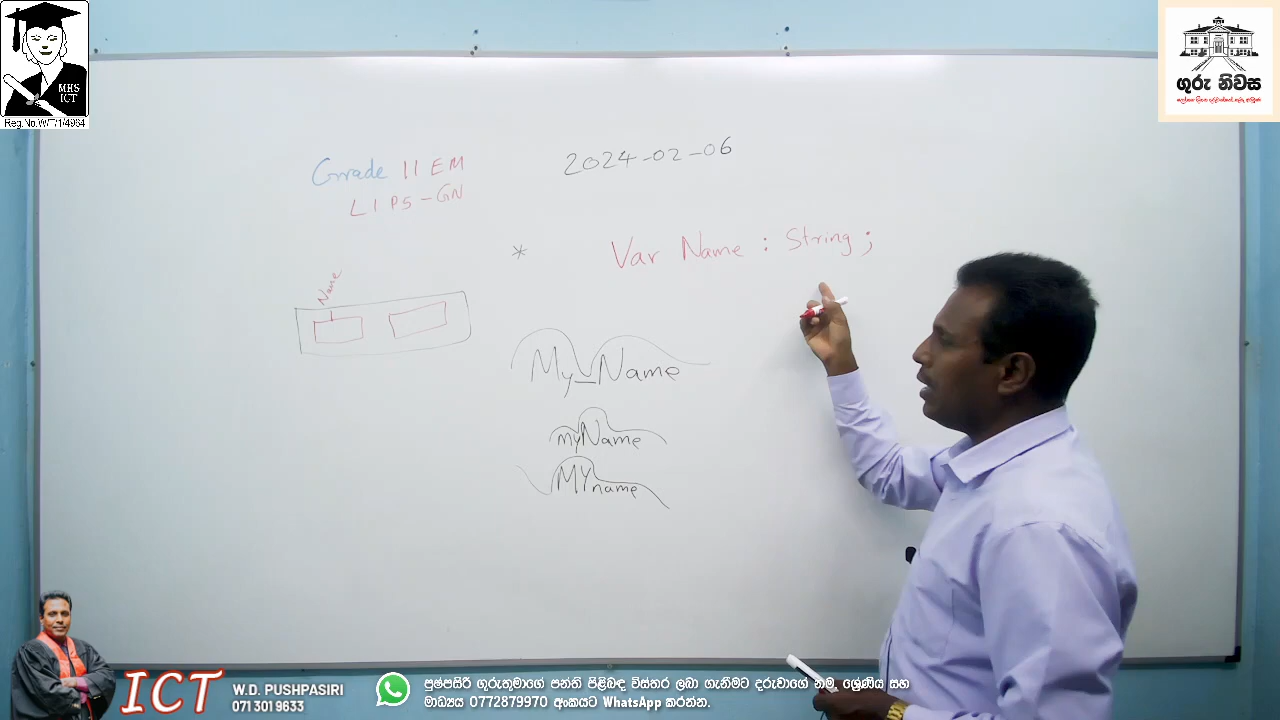 MHS
ICT
Reg.No.W/T/1/4964
ගුරු නිවස
Grade 11 EM
L1 P5 - GN
2024-02-06
* Var Name : String ;
Name
My_Name
myName
MYname
ICT
W.D. PUSHPASIRI
071 301 9633
පුෂ්පසිරි ගුරුතුමාගේ පන්ති පිළිබඳ විස්තර ලබා ගැනීමට දරුවාගේ නම, ශ්‍රේණිය සහ
මාධ්‍යය 0772879970 අංකයට WhatsApp කරන්න.